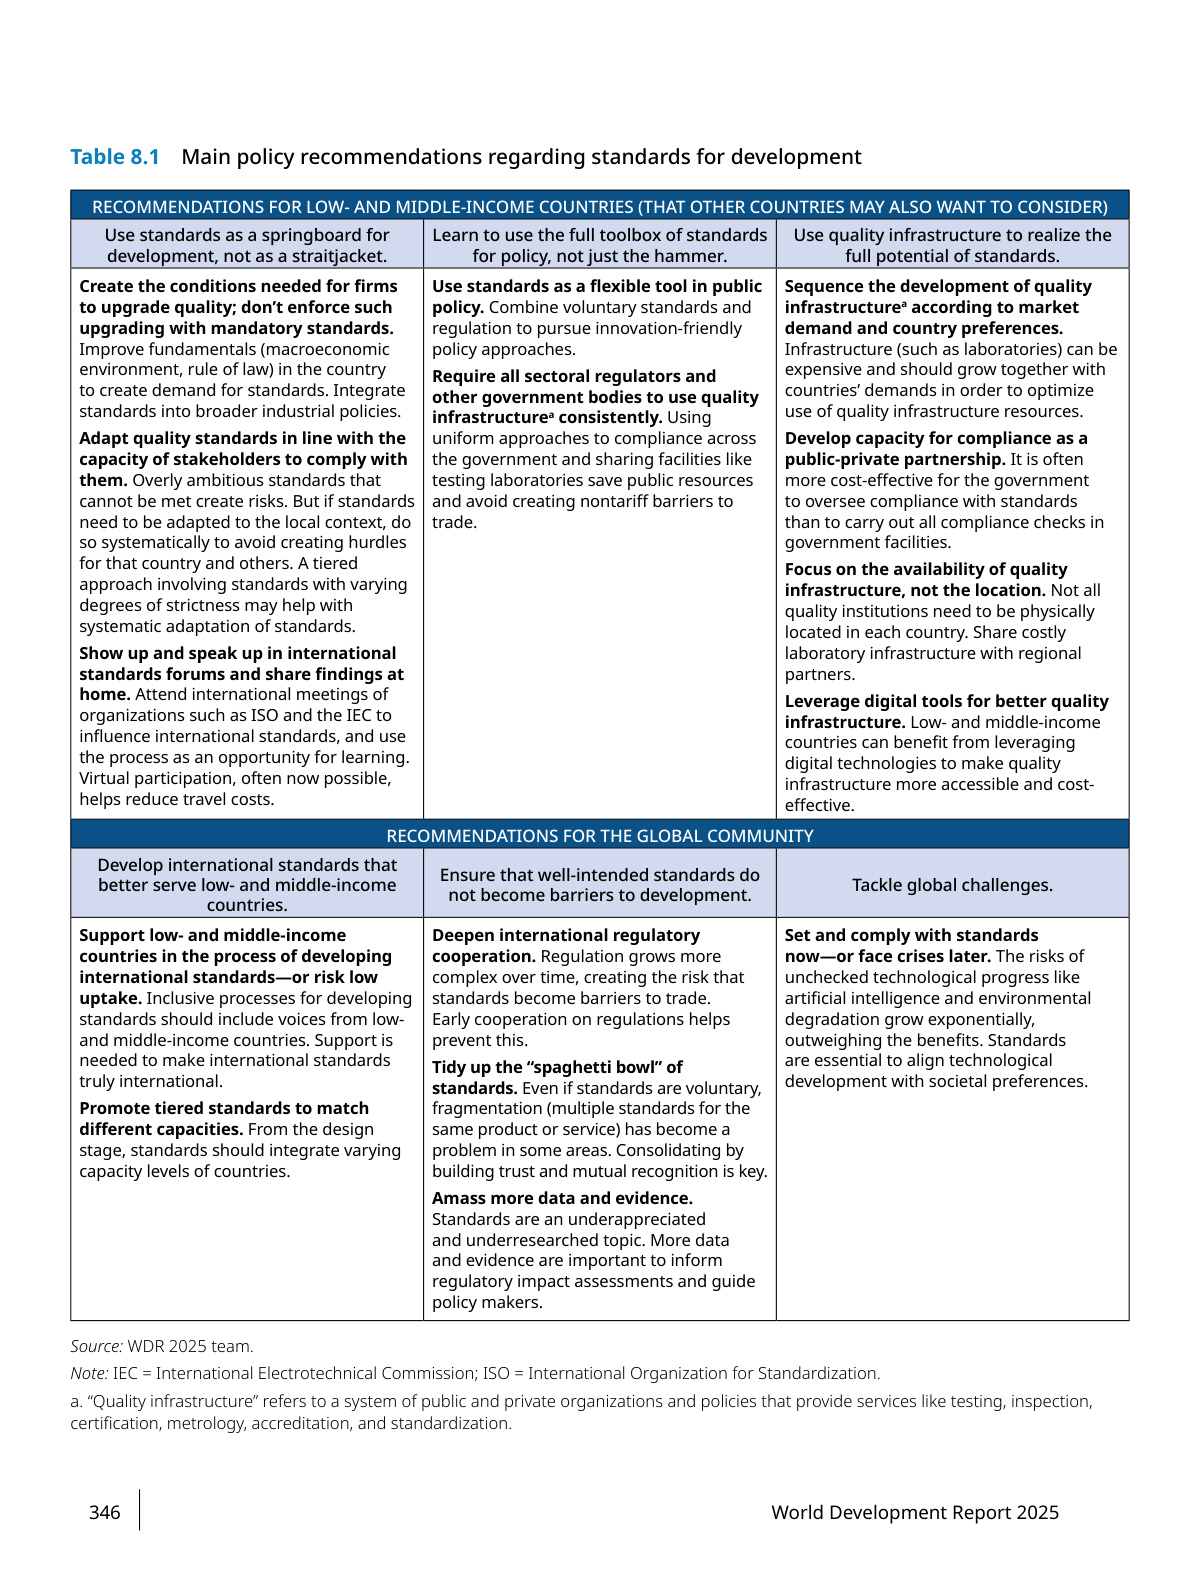 Table 8.1 Main policy recommendations regarding standards for development
RECOMMENDATIONS FOR LOW- AND MIDDLE-INCOME COUNTRIES (THAT OTHER COUNTRIES MAY ALSO WANT TO CONSIDER)
Use standards as a springboard for
development, not as a straitjacket.
Learn to use the full toolbox of standards
for policy, not just the hammer.
Use quality infrastructure to realize the
full potential of standards.
Create the conditions needed for firms
to upgrade quality; don’t enforce such
upgrading with mandatory standards.
Improve fundamentals (macroeconomic
environment, rule of law) in the country
to create demand for standards. Integrate
standards into broader industrial policies.
Adapt quality standards in line with the
capacity of stakeholders to comply with
them. Overly ambitious standards that
cannot be met create risks. But if standards
need to be adapted to the local context, do
so systematically to avoid creating hurdles
for that country and others. A tiered
approach involving standards with varying
degrees of strictness may help with
systematic adaptation of standards.
Show up and speak up in international
standards forums and share findings at
home. Attend international meetings of
organizations such as ISO and the IEC to
influence international standards, and use
the process as an opportunity for learning.
Virtual participation, often now possible,
helps reduce travel costs.
Use standards as a flexible tool in public
policy. Combine voluntary standards and
regulation to pursue innovation-friendly
policy approaches.
Require all sectoral regulators and
other government bodies to use quality
infrastructureᵃ consistently. Using
uniform approaches to compliance across
the government and sharing facilities like
testing laboratories save public resources
and avoid creating nontariff barriers to
trade.
Sequence the development of quality
infrastructureᵃ according to market
demand and country preferences.
Infrastructure (such as laboratories) can be
expensive and should grow together with
countries’ demands in order to optimize
use of quality infrastructure resources.
Develop capacity for compliance as a
public-private partnership. It is often
more cost-effective for the government
to oversee compliance with standards
than to carry out all compliance checks in
government facilities.
Focus on the availability of quality
infrastructure, not the location. Not all
quality institutions need to be physically
located in each country. Share costly
laboratory infrastructure with regional
partners.
Leverage digital tools for better quality
infrastructure. Low- and middle-income
countries can benefit from leveraging
digital technologies to make quality
infrastructure more accessible and cost-
effective.
RECOMMENDATIONS FOR THE GLOBAL COMMUNITY
Develop international standards that
better serve low- and middle-income
countries.
Ensure that well-intended standards do
not become barriers to development.
Tackle global challenges.
Support low- and middle-income
countries in the process of developing
international standards—or risk low
uptake. Inclusive processes for developing
standards should include voices from low-
and middle-income countries. Support is
needed to make international standards
truly international.
Promote tiered standards to match
different capacities. From the design
stage, standards should integrate varying
capacity levels of countries.
Deepen international regulatory
cooperation. Regulation grows more
complex over time, creating the risk that
standards become barriers to trade.
Early cooperation on regulations helps
prevent this.
Tidy up the “spaghetti bowl” of
standards. Even if standards are voluntary,
fragmentation (multiple standards for the
same product or service) has become a
problem in some areas. Consolidating by
building trust and mutual recognition is key.
Amass more data and evidence.
Standards are an underappreciated
and underresearched topic. More data
and evidence are important to inform
regulatory impact assessments and guide
policy makers.
Set and comply with standards
now—or face crises later. The risks of
unchecked technological progress like
artificial intelligence and environmental
degradation grow exponentially,
outweighing the benefits. Standards
are essential to align technological
development with societal preferences.
Source: WDR 2025 team.
Note: IEC = International Electrotechnical Commission; ISO = International Organization for Standardization.
a. “Quality infrastructure” refers to a system of public and private organizations and policies that provide services like testing, inspection,
certification, metrology, accreditation, and standardization.
346
World Development Report 2025